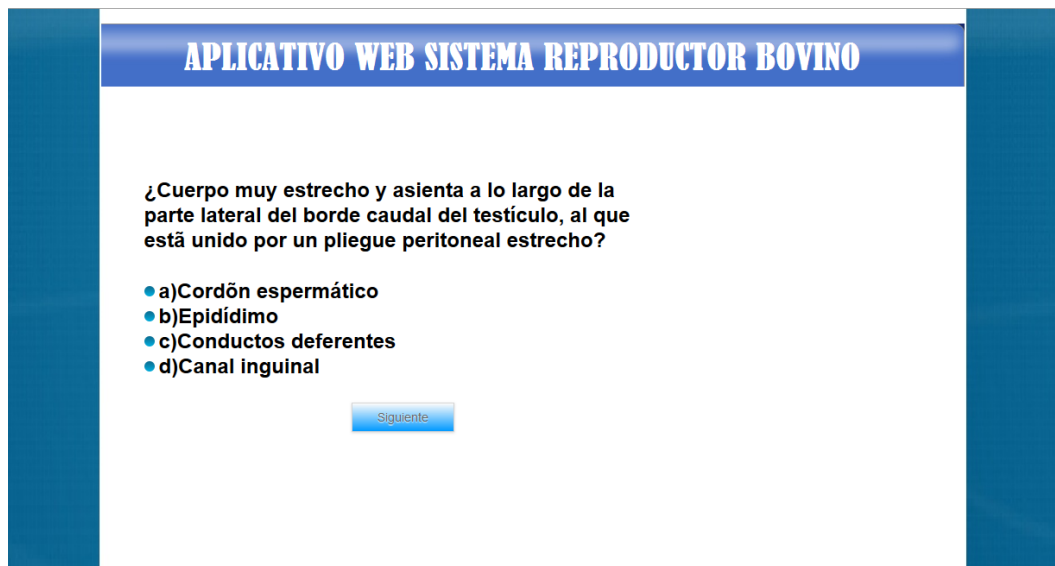 APLICATIVO WEB SISTEMA REPRODUCTOR BOVINO
¿Cuerpo muy estrecho y asienta a lo largo de la
parte lateral del borde caudal del testículo, al que
estã unido por un pliegue peritoneal estrecho?
a)Cordõn espermático
b)Epidídimo
c)Conductos deferentes
d)Canal inguinal
Siguiente